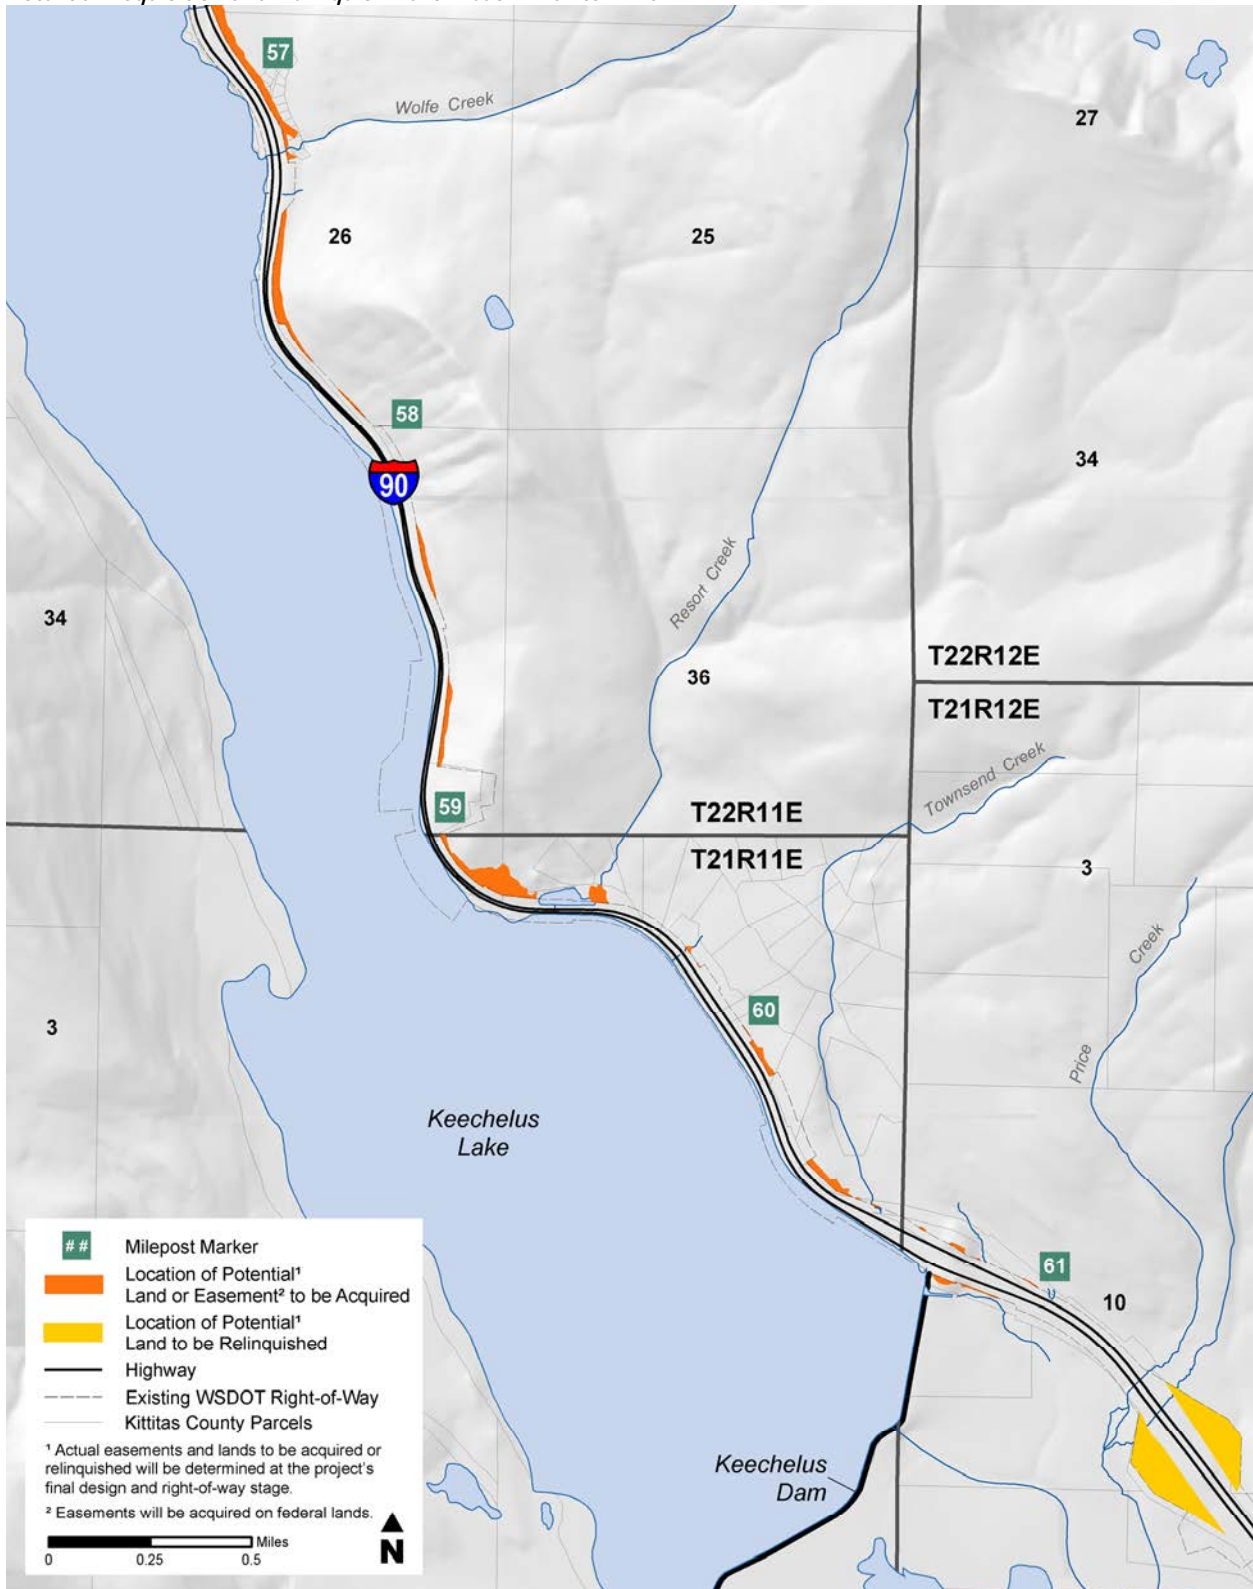 57
Wolfe Creek
27
26
25
58
34
90
Resort Creek
34
36
T22R12E
T21R12E
Townsend Creek
59
T22R11E
T21R11E
3
Creek
60
3
Price
Keechelus
Lake
61
10
Keechelus
Dam
## Milepost Marker
Location of Potential¹
Land or Easement² to be Acquired
Location of Potential¹
Land to be Relinquished
Highway
Existing WSDOT Right-of-Way
Kittitas County Parcels
¹ Actual easements and lands to be acquired or
relinquished will be determined at the project's
final design and right-of-way stage.
² Easements will be acquired on federal lands.
Miles
0 0.25 0.5
N